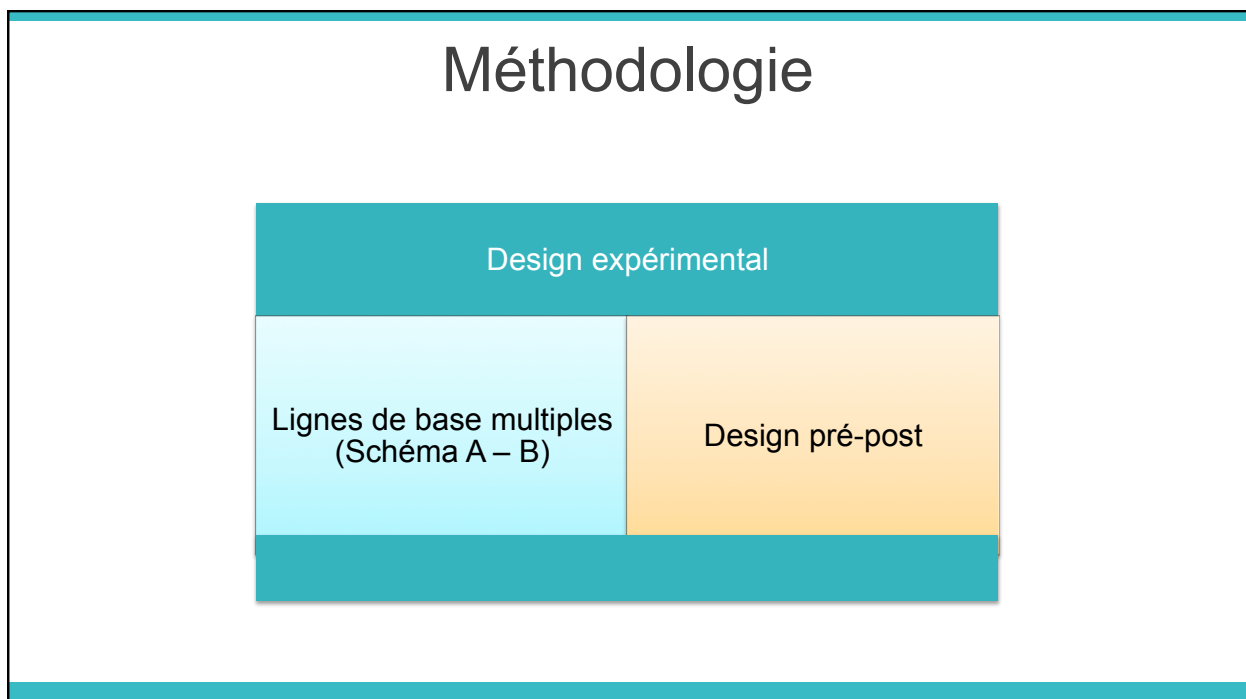 Méthodologie
Design expérimental
Lignes de base multiples
(Schéma A – B)
Design pré-post